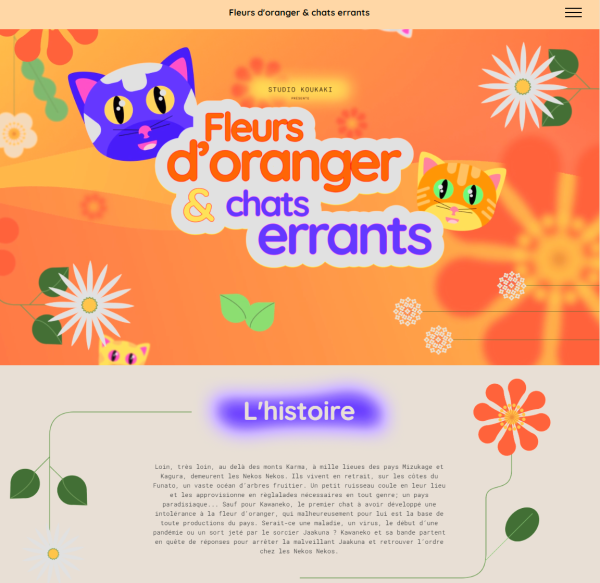 Fleurs d'oranger & chats errants
STUDIO KOUKAKI
PRÉSENTE
Fleurs
d'oranger
& chats
errants
L'histoire
Loin, très loin, au delà des monts Karma, à mille lieues des pays Mizukage et
Kagura, demeurent les Nekos Nekos. Ils vivent en retrait, sur les côtes du
Funato, un vaste océan d'arbres fruitier. Un petit ruisseau coule en leur lieu
et les approvisionne en réglalades nécessaires en tout genre; un pays
paradisiaque... Sauf pour Kawaneko, le premier chat a avoir développé une
intolérance à la fleur d'oranger, qui malheureusement pour lui est la base de
toute productions du pays. Serait-ce une maladie, un virus, le début d'une
pandémie ou un sort jeté par le sorcier Jaakuna ? Kawaneko et sa bande partent
en quête de réponses pour arrêter la malveillant Jaakuna et retrouver l'ordre
chez les Nekos Nekos.